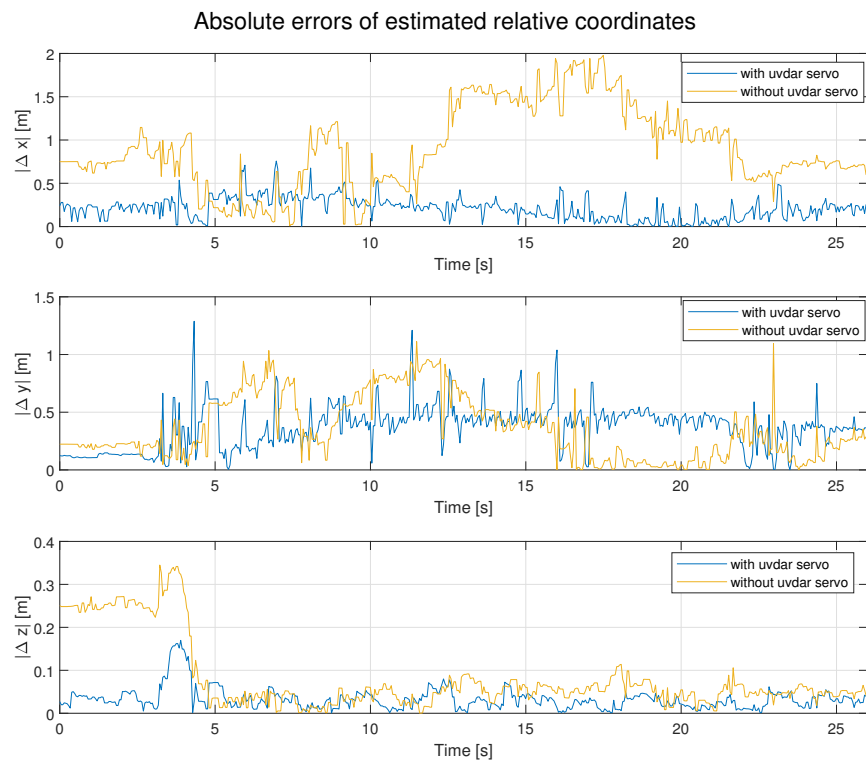 Absolute errors of estimated relative coordinates
2
1.5
1
0.5
0
|Δ x| [m]
with uvdar servo
without uvdar servo
0 5 10 15 20 25
Time [s]
1.5
1
0.5
0
|Δ y| [m]
with uvdar servo
without uvdar servo
0 5 10 15 20 25
Time [s]
0.4
0.3
0.2
0.1
0
|Δ z| [m]
with uvdar servo
without uvdar servo
0 5 10 15 20 25
Time [s]